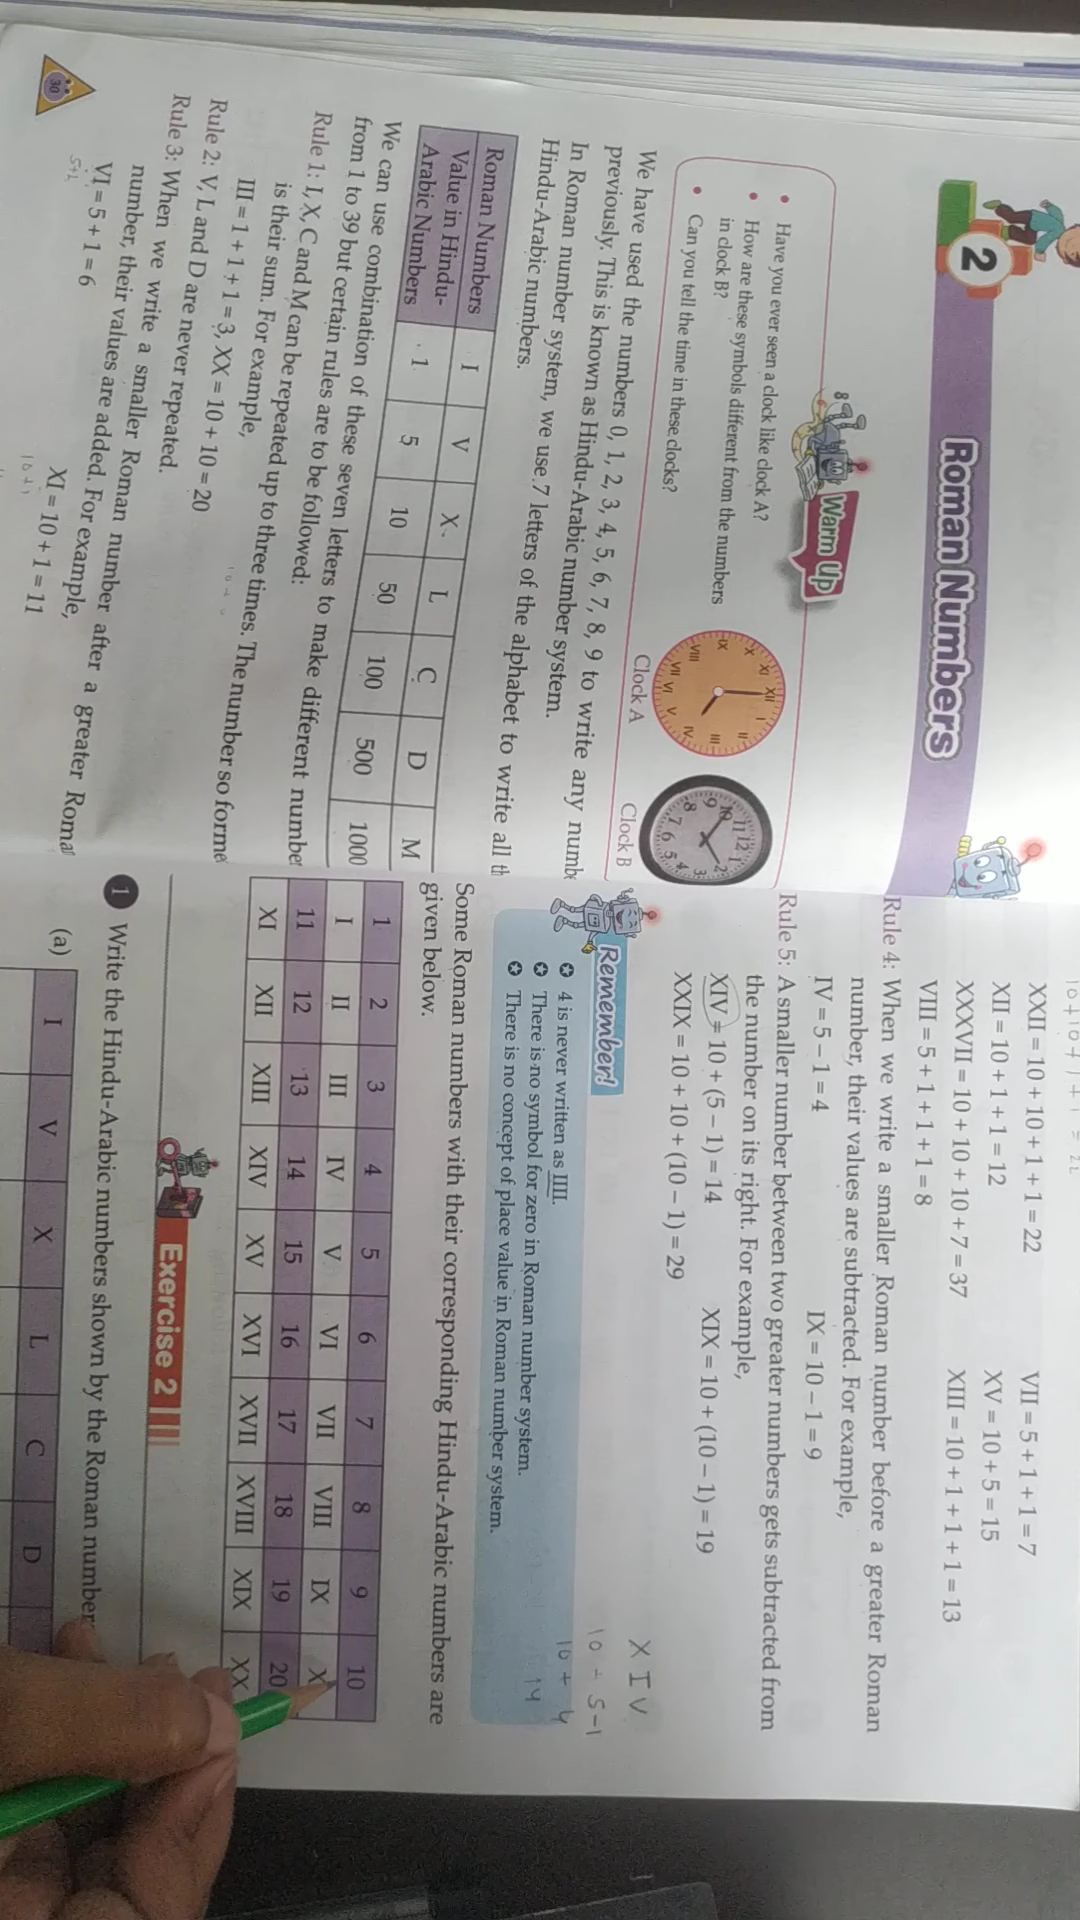 2
Roman Numbers
8
Warm Up
Have you ever seen a clock like clock A?
How are these symbols different from the numbers
in clock B?
Can you tell the time in these clocks?
Clock A
Clock B
We have used the numbers 0, 1, 2, 3, 4, 5, 6, 7, 8, 9 to write any numb
previously. This is known as Hindu-Arabic number system.
In Roman number system, we use 7 letters of the alphabet to write all th
Hindu-Arabic numbers.
Roman Numbers I V X L C D M
Value in Hindu-
Arabic Numbers 1 5 10 50 100 500 1000
We can use combination of these seven letters to make different number
from 1 to 39 but certain rules are to be followed:
Rule 1: I, X, C and M can be repeated up to three times. The number so forme
is their sum. For example,
III = 1 + 1 + 1 = 3, XX = 10 + 10 = 20
Rule 2: V, L and D are never repeated.
Rule 3: When we write a smaller Roman number after a greater Roma
number, their values are added. For example,
VI = 5 + 1 = 6
XI = 10 + 1 = 11
5+1
10+1
30
10+10+1+1 = 22
XXII = 10 + 10 + 1 + 1 = 22 VII = 5 + 1 + 1 = 7
XII = 10 + 1 + 1 = 12 XV = 10 + 5 = 15
XXXVII = 10 + 10 + 10 + 7 = 37 XIII = 10 + 1 + 1 + 1 = 13
VIII = 5 + 1 + 1 + 1 = 8
Rule 4: When we write a smaller Roman number before a greater Roman
number, their values are subtracted. For example,
IV = 5 – 1 = 4 IX = 10 – 1 = 9
Rule 5: A smaller number between two greater numbers gets subtracted from
the number on its right. For example,
XIV = 10 + (5 – 1) = 14 XIX = 10 + (10 – 1) = 19
XXIX = 10 + 10 + (10 – 1) = 29
X I V
10 + 5-1
10 + 4
14
Remember!
4 is never written as IIII.
There is no symbol for zero in Roman number system.
There is no concept of place value in Roman number system.
Some Roman numbers with their corresponding Hindu-Arabic numbers are
given below.
1 2 3 4 5 6 7 8 9 10
I II III IV V VI VII VIII IX X
11 12 13 14 15 16 17 18 19 20
XI XII XIII XIV XV XVI XVII XVIII XIX XX
Exercise 2
1 Write the Hindu-Arabic numbers shown by the Roman number
(a) I V X L C D